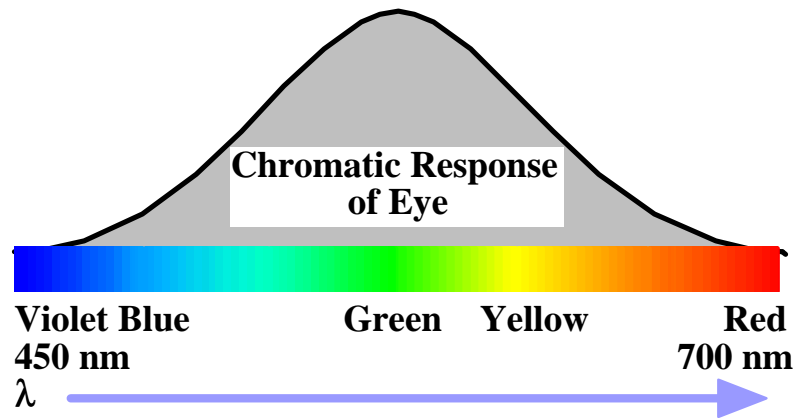 Chromatic Response
of Eye
Violet Blue Green Yellow Red
450 nm 700 nm
λ